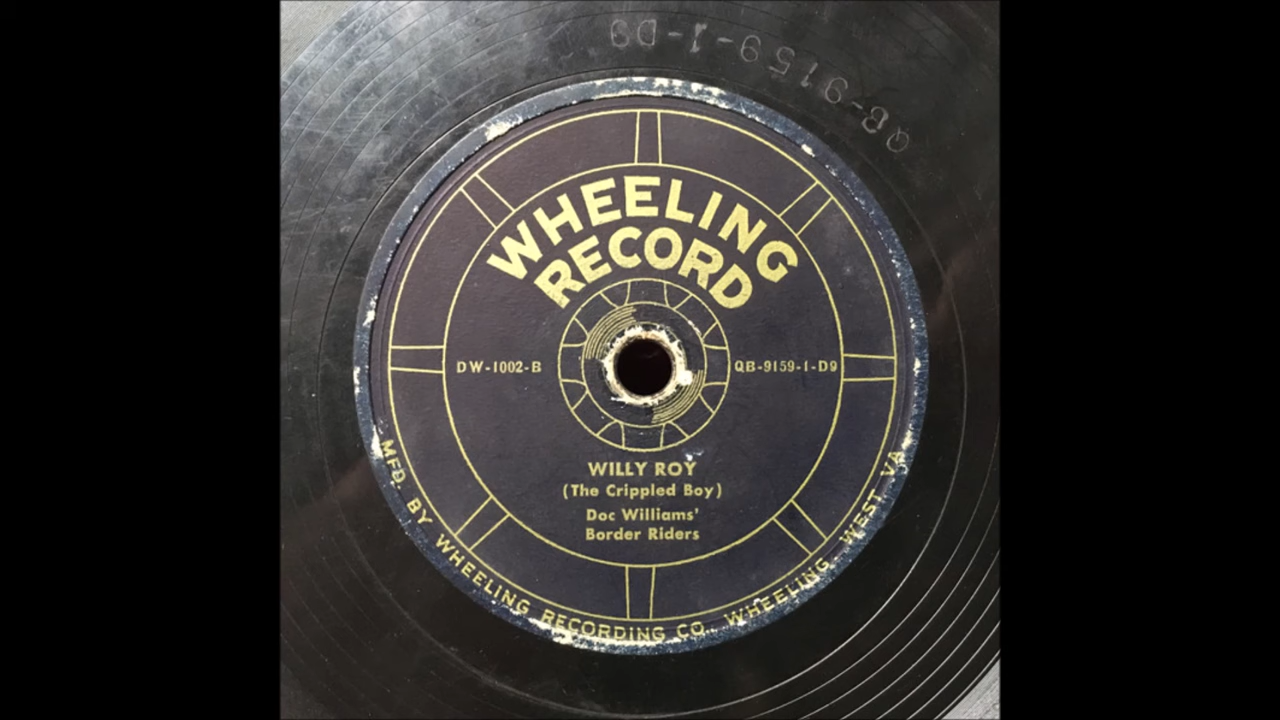 QB-9159-1-D9
WHEELING
RECORD
DW-1002-B
QB-9159-1-D9
WILLY ROY
(The Crippled Boy)
Doc Williams'
Border Riders
MFD. BY WHEELING RECORDING CO. WHEELING, WEST VA.